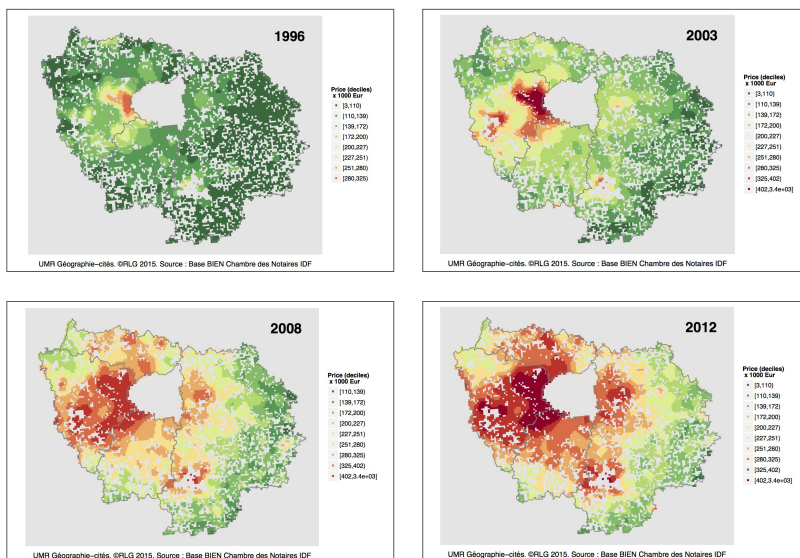 1996
Price (deciles)
x 1000 Eur
[3,110)
[110,139)
[139,172)
[172,200)
[200,227)
[227,251)
[251,280)
[280,325)
UMR Géographie−cités. ©RLG 2015. Source : Base BIEN Chambre des Notaires IDF
2003
Price (deciles)
x 1000 Eur
[3,110)
[110,139)
[139,172)
[172,200)
[200,227)
[227,251)
[251,280)
[280,325)
[325,402)
[402,3.4e+03]
UMR Géographie−cités. ©RLG 2015. Source : Base BIEN Chambre des Notaires IDF
2008
Price (deciles)
x 1000 Eur
[110,139)
[139,172)
[172,200)
[200,227)
[227,251)
[251,280)
[280,325)
[325,402)
[402,3.4e+03]
UMR Géographie−cités. ©RLG 2015. Source : Base BIEN Chambre des Notaires IDF
2012
Price (deciles)
x 1000 Eur
[3,110)
[110,139)
[139,172)
[172,200)
[200,227)
[227,251)
[251,280)
[280,325)
[325,402)
[402,3.4e+03]
UMR Géographie−cités. ©RLG 2015. Source : Base BIEN Chambre des Notaires IDF